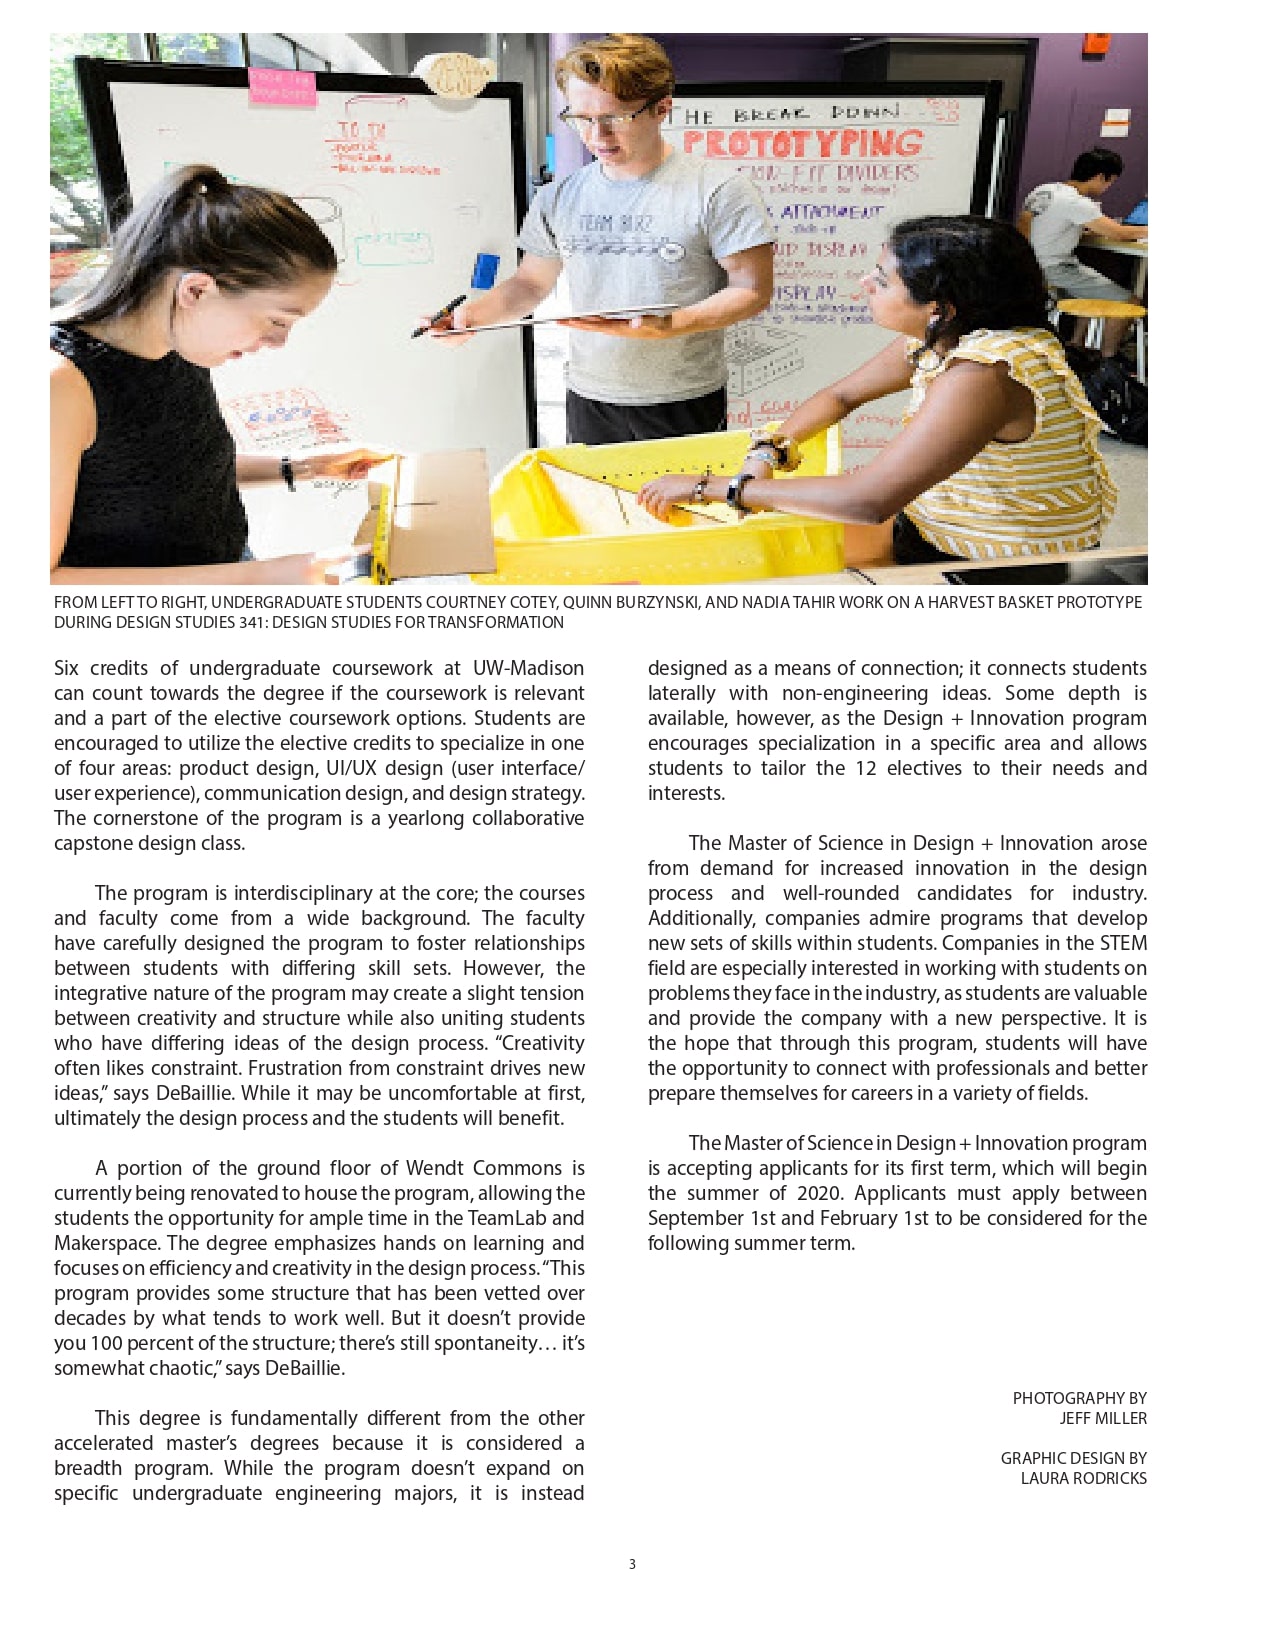 THE BREAK DOWN
PROTOTYPING
DIVIDERS
ATTACHMENT
DISPLAY
DISPLAY
TEAM BURZ
FROM LEFT TO RIGHT, UNDERGRADUATE STUDENTS COURTNEY COTEY, QUINN BURZYNSKI, AND NADIA TAHIR WORK ON A HARVEST BASKET PROTOTYPE
DURING DESIGN STUDIES 341: DESIGN STUDIES FOR TRANSFORMATION
Six credits of undergraduate coursework at UW-Madison
can count towards the degree if the coursework is relevant
and a part of the elective coursework options. Students are
encouraged to utilize the elective credits to specialize in one
of four areas: product design, UI/UX design (user interface/
user experience), communication design, and design strategy.
The cornerstone of the program is a yearlong collaborative
capstone design class.
The program is interdisciplinary at the core; the courses
and faculty come from a wide background. The faculty
have carefully designed the program to foster relationships
between students with differing skill sets. However, the
integrative nature of the program may create a slight tension
between creativity and structure while also uniting students
who have differing ideas of the design process. “Creativity
often likes constraint. Frustration from constraint drives new
ideas,” says DeBaillie. While it may be uncomfortable at first,
ultimately the design process and the students will benefit.
A portion of the ground floor of Wendt Commons is
currently being renovated to house the program, allowing the
students the opportunity for ample time in the TeamLab and
Makerspace. The degree emphasizes hands on learning and
focuses on efficiency and creativity in the design process. “This
program provides some structure that has been vetted over
decades by what tends to work well. But it doesn’t provide
you 100 percent of the structure; there’s still spontaneity… it’s
somewhat chaotic,” says DeBaillie.
This degree is fundamentally different from the other
accelerated master’s degrees because it is considered a
breadth program. While the program doesn’t expand on
specific undergraduate engineering majors, it is instead
designed as a means of connection; it connects students
laterally with non-engineering ideas. Some depth is
available, however, as the Design + Innovation program
encourages specialization in a specific area and allows
students to tailor the 12 electives to their needs and
interests.
The Master of Science in Design + Innovation arose
from demand for increased innovation in the design
process and well-rounded candidates for industry.
Additionally, companies admire programs that develop
new sets of skills within students. Companies in the STEM
field are especially interested in working with students on
problems they face in the industry, as students are valuable
and provide the company with a new perspective. It is
the hope that through this program, students will have
the opportunity to connect with professionals and better
prepare themselves for careers in a variety of fields.
The Master of Science in Design + Innovation program
is accepting applicants for its first term, which will begin
the summer of 2020. Applicants must apply between
September 1st and February 1st to be considered for the
following summer term.
PHOTOGRAPHY BY
JEFF MILLER
GRAPHIC DESIGN BY
LAURA RODRICKS
3